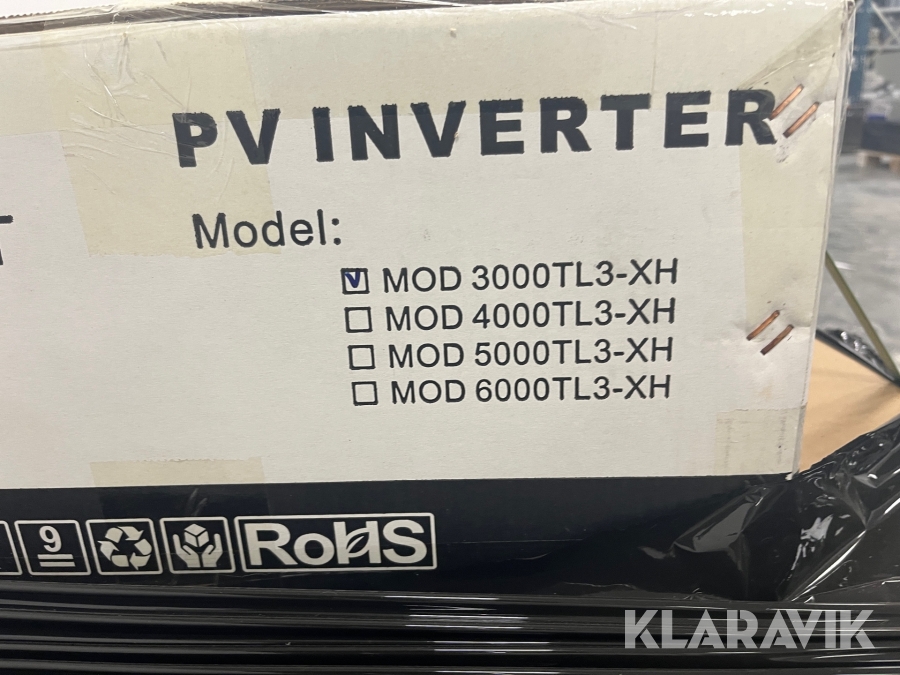 PV INVERTER
Model:
MOD 3000TL3-XH
MOD 4000TL3-XH
MOD 5000TL3-XH
MOD 6000TL3-XH
9
RoHS
KLARAVIK